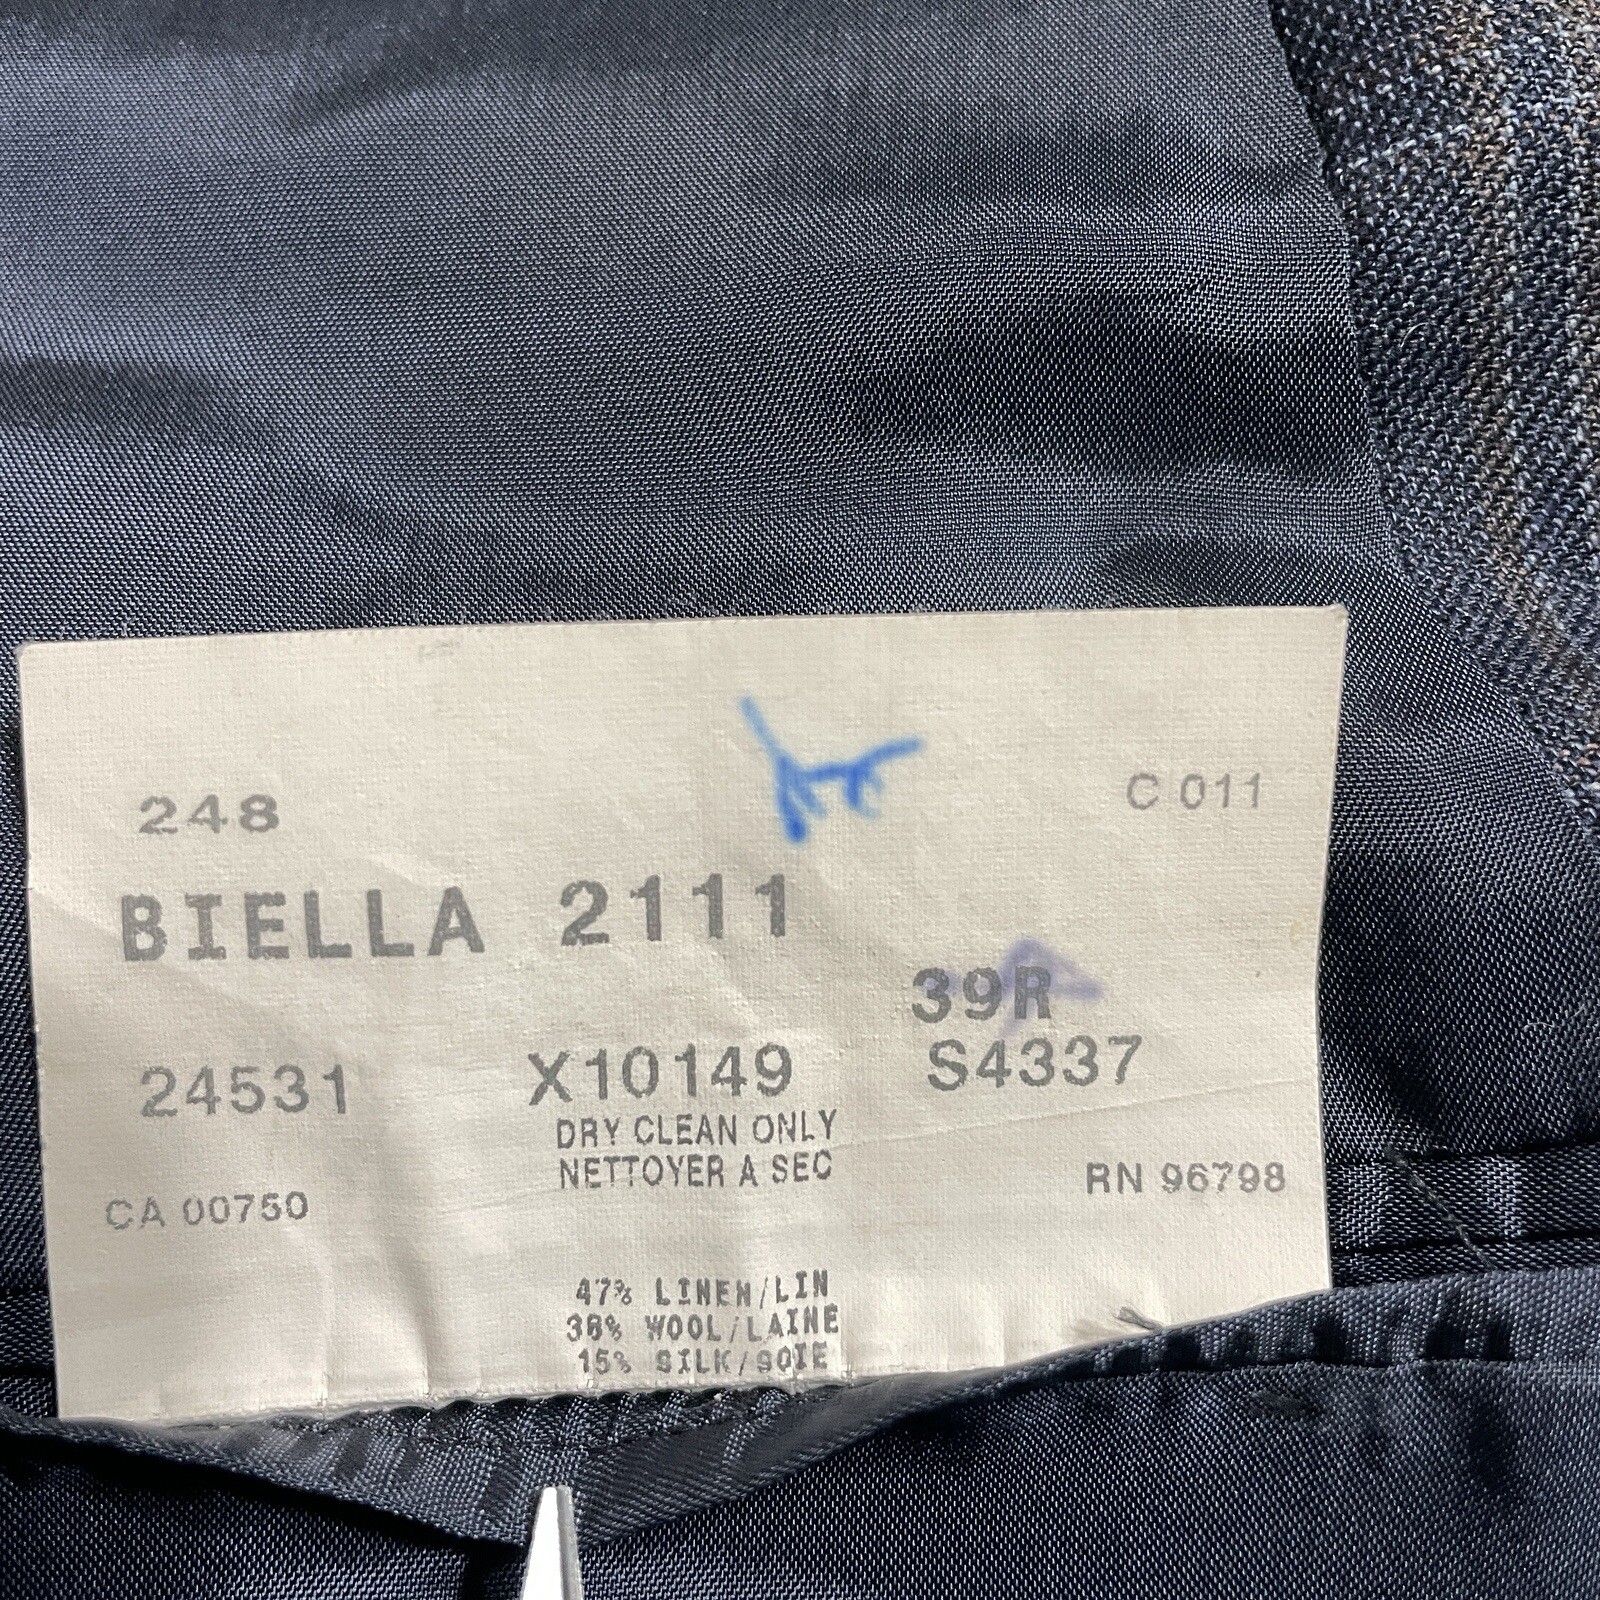 248
C 011
BIELLA 2111
39R
24531 X10149 S4337
DRY CLEAN ONLY
NETTOYER A SEC
CA 00750
RN 96798
47% LINEN/LIN
38% WOOL/LAINE
15% SILK/SOIE